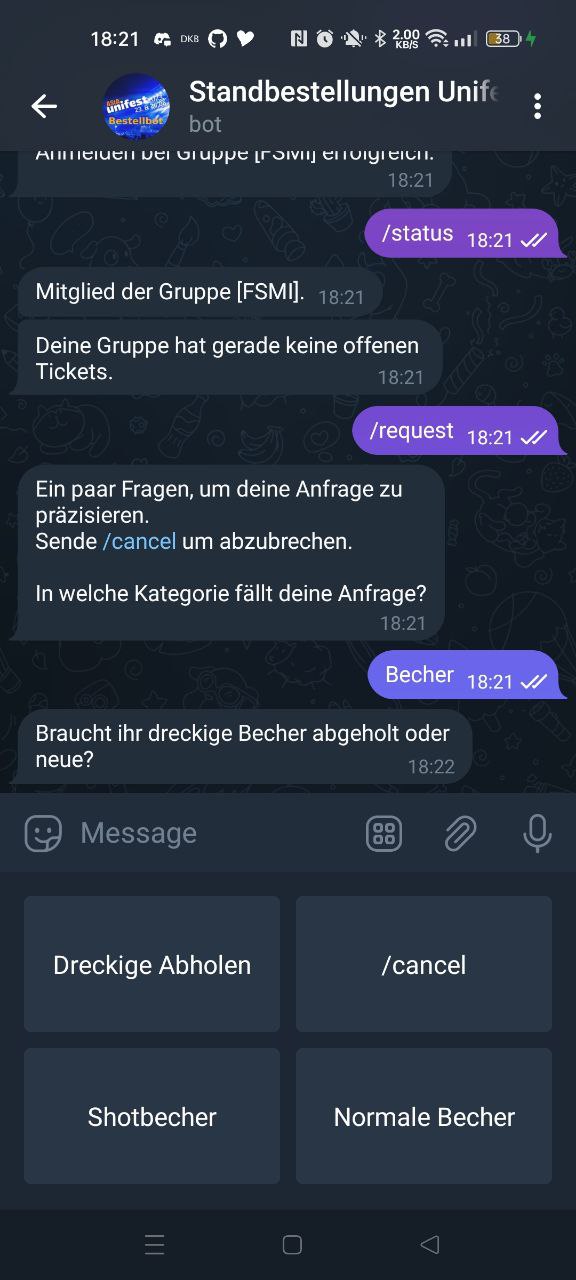 18:21 DKB 2.00 KB/S 38
Standbestellungen Unife
bot
unifest
Bestellbot
Anmelden bei Gruppe [FSMI] erfolgreich.
18:21
/status 18:21
Mitglied der Gruppe [FSMI]. 18:21
Deine Gruppe hat gerade keine offenen
Tickets. 18:21
/request 18:21
Ein paar Fragen, um deine Anfrage zu
präzisieren.
Sende /cancel um abzubrechen.
In welche Kategorie fällt deine Anfrage?
18:21
Becher 18:21
Braucht ihr dreckige Becher abgeholt oder
neue? 18:22
Message
Dreckige Abholen
/cancel
Shotbecher
Normale Becher